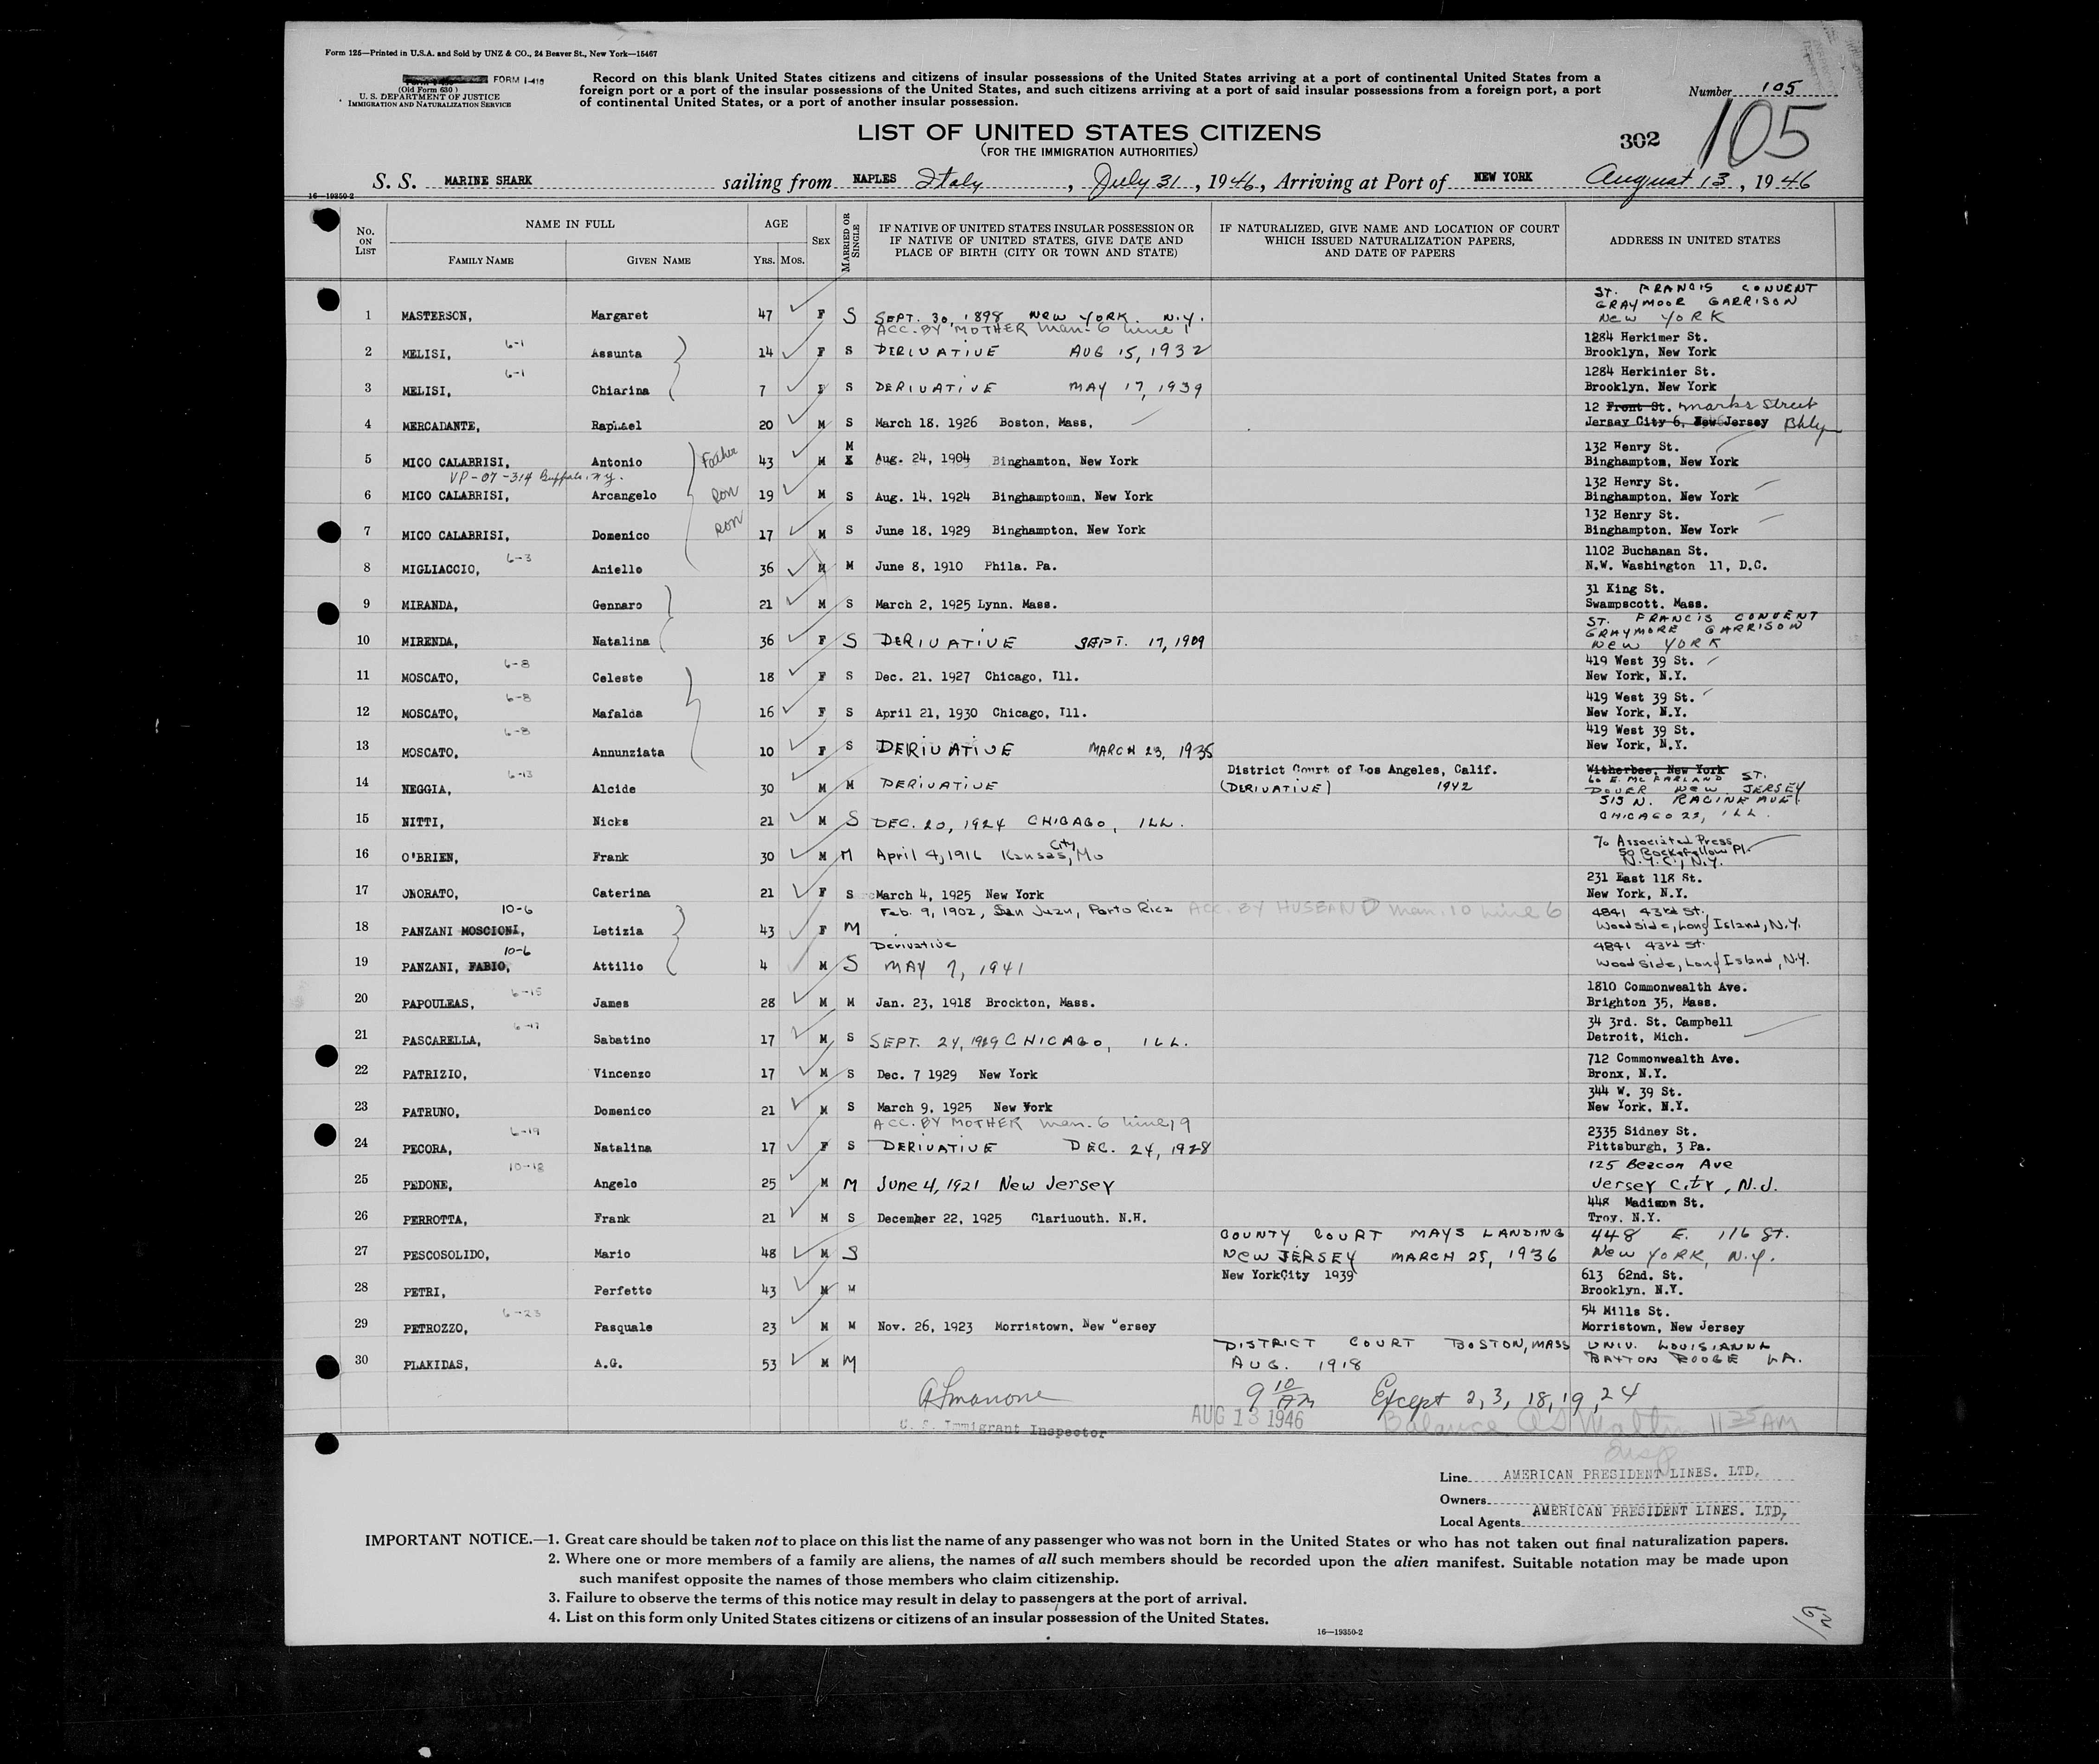 Form 125—Printed in U.S.A. and Sold by UNZ & CO., 24 Beaver St., New York—15467
FORM I-418
(Old Form 630)
U. S. DEPARTMENT OF JUSTICE
IMMIGRATION AND NATURALIZATION SERVICE
Record on this blank United States citizens and citizens of insular possessions of the United States arriving at a port of continental United States from a
foreign port or a port of the insular possessions of the United States, and such citizens arriving at a port of said insular possessions from a foreign port, a port
of continental United States, or a port of another insular possession.
Number 105
105
LIST OF UNITED STATES CITIZENS
(FOR THE IMMIGRATION AUTHORITIES)
302
S. S. MARINE SHARK sailing from NAPLES Italy, July 31, 1946, Arriving at Port of NEW YORK August 13, 1946
16—19350-2
No. ON LIST
NAME IN FULL
FAMILY NAME
GIVEN NAME
AGE
YRS. MOS.
SEX
MARRIED OR SINGLE
IF NATIVE OF UNITED STATES INSULAR POSSESSION OR
IF NATIVE OF UNITED STATES, GIVE DATE AND
PLACE OF BIRTH (CITY OR TOWN AND STATE)
IF NATURALIZED, GIVE NAME AND LOCATION OF COURT
WHICH ISSUED NATURALIZATION PAPERS,
AND DATE OF PAPERS
ADDRESS IN UNITED STATES
1 MASTERSON, Margaret 47 F S SEPT. 30, 1898 NEW YORK. N.Y. ST. FRANCIS CONVENT
GRAYMOOR GARRISON
NEW YORK
ACC. BY MOTHER man. 6 line 1
2 MELISI, 6-1 Assunta 14 F S DERIVATIVE AUG 15, 1932 1284 Herkimer St.
Brooklyn, New York
3 MELISI, 6-1 Chiarina 7 F S DERIVATIVE MAY 17, 1939 1284 Herkinier St.
Brooklyn, New York
4 MERCADANTE, Raphael 20 M S March 18, 1926 Boston, Mass, 12 Front St. marks Street
Jersey City 6, New Jersey Bkly
5 MICO CALABRISI, Antonio Father 43 M M X Aug. 24, 1904 Binghamton, New York 132 Henry St.
Binghampton, New York
VP-07-314 Buffalo, N.Y.
6 MICO CALABRISI, Arcangelo son 19 M S Aug. 14, 1924 Binghamptomn, New York 132 Henry St.
Binghampton, New York
7 MICO CALABRISI, Domenico son 17 M S June 18, 1929 Binghampton, New York 132 Henry St.
Binghampton, New York
8 MIGLIACCIO, 6-3 Aniello 36 M M June 8, 1910 Phila. Pa. 1102 Buchanan St.
N.W. Washington 11, D.C.
9 MIRANDA, Gennaro 21 M S March 2, 1925 Lynn. Mass. 31 King St.
Swampscott. Mass.
10 MIRENDA, Natalina 36 F S DERIVATIVE SEPT. 17, 1909 ST. FRANCIS CONVENT
GRAYMORE GARRISON
NEW YORK
11 MOSCATO, 6-8 Celeste 18 F S Dec. 21. 1927 Chicago, Ill. 419 West 39 St.
New York, N.Y.
12 MOSCATO, 6-8 Mafalda 16 F S April 21, 1930 Chicago, Ill. 419 West 39 St.
New York, N.Y.
13 MOSCATO, 6-8 Annunziata 10 F S DERIVATIVE MARCH 23, 1935 419 West 39 St.
New York, N.Y.
14 NEGGIA, 6-13 Alcide 30 M M DERIVATIVE District Court of Los Angeles, Calif.
(DERIVATIVE) 1942 Witherbee, New York
60 E. MC FARLAND ST.
DOVER NEW JERSEY
15 NITTI, Nicks 21 M S DEC. 20, 1924 CHICAGO, ILL. 515 N. RACINE AVE.
CHICAGO 22, ILL.
16 O'BRIEN, Frank 30 M M April 4, 1916 Kansas City, Mo % Associated Press
50 Rockefellow Pl.
N.Y.C., N.Y.
17 ONORATO, Caterina 21 F S March 4, 1925 New York 231 East 118 St.
New York, N.Y.
18 PANZANI MOSCIONI, 10-6 Letizia 43 F M Feb. 9, 1902, San Juan, Porto Rico ACC. BY HUSBAND man. 10 line 6 4841 43rd St.
Woodside, Long Island, N.Y.
19 PANZANI, FABIO, 10-6 Attilio 4 M S Derivative
MAY 7, 1941 4841 43rd St.
Woodside, Long Island, N.Y.
20 PAPOULEAS, 6-15 James 28 M M Jan. 23, 1918 Brockton, Mass. 1810 Commonwealth Ave.
Brighton 35, Mass.
21 PASCARELLA, 6-17 Sabatino 17 M S SEPT. 24, 1929 CHICAGO, ILL. 34 3rd. St. Campbell
Detroit, Mich.
22 PATRIZIO, Vincenzo 17 M S Dec. 7 1929 New York 712 Commonwealth Ave.
Bronx, N.Y.
23 PATRUNO, Domenico 21 M S March 9, 1925 New York 344 W. 39 St.
New York. N.Y.
ACC. BY MOTHER man. 6 line 19
24 PECORA, 6-19 Natalina 17 F S DERIVATIVE DEC. 24, 1928 2335 Sidney St.
Pittsburgh, 3 Pa.
25 PEDONE, 10-18 Angelo 25 M M June 4, 1921 New Jersey 125 Beacon Ave
Jersey City, N.J.
26 PERROTTA, Frank 21 M S December 22, 1925 Clariuouth. N.H. 448 Madison St.
Troy. N.Y.
27 PESCOSOLIDO, Mario 48 M S COUNTY COURT MAYS LANDING
NEW JERSEY MARCH 25, 1936 448 E. 116 St.
NEW YORK, N.Y.
28 PETRI, Perfetto 43 M M New YorkCity 1939 613 62nd. St.
Brooklyn. N.Y.
29 PETROZZO, 6-23 Pasquale 23 M M Nov. 26, 1923 Morristown, New Jersey 54 Mills St.
Morristown, New Jersey
30 PLAKIDAS, A.G. 53 M M DISTRICT COURT BOSTON, MASS
AUG. 1918 UNIV. LOUISIANNA
BATTON ROOGE LA.
9 10 AM Except 2, 3, 18, 19, 24
U. S. Immigrant Inspector
AUG 13 1946
Balance 11 35 AM
Insp
Line AMERICAN PRESIDENT LINES. LTD,
Owners
Local Agents AMERICAN PRESIDENT LINES. LTD,
IMPORTANT NOTICE.—1. Great care should be taken not to place on this list the name of any passenger who was not born in the United States or who has not taken out final naturalization papers.
2. Where one or more members of a family are aliens, the names of all such members should be recorded upon the alien manifest. Suitable notation may be made upon
such manifest opposite the names of those members who claim citizenship.
3. Failure to observe the terms of this notice may result in delay to passengers at the port of arrival.
4. List on this form only United States citizens or citizens of an insular possession of the United States.
16—19350-2